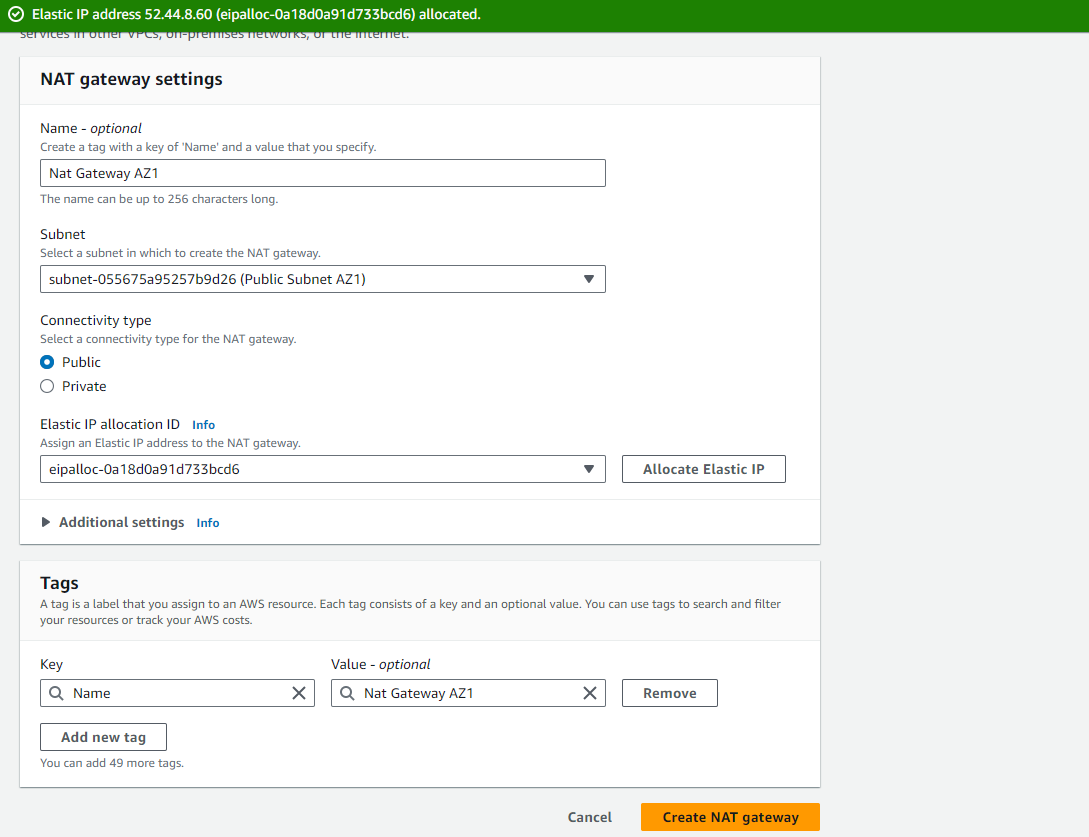 Elastic IP address 52.44.8.60 (eipalloc-0a18d0a91d733bcd6) allocated.
services in other VPCs, on-premises networks, or the internet.
NAT gateway settings
Name - optional
Create a tag with a key of 'Name' and a value that you specify.
Nat Gateway AZ1
The name can be up to 256 characters long.
Subnet
Select a subnet in which to create the NAT gateway.
subnet-055675a95257b9d26 (Public Subnet AZ1)
Connectivity type
Select a connectivity type for the NAT gateway.
Public
Private
Elastic IP allocation ID Info
Assign an Elastic IP address to the NAT gateway.
eipalloc-0a18d0a91d733bcd6 Allocate Elastic IP
Additional settings Info
Tags
A tag is a label that you assign to an AWS resource. Each tag consists of a key and an optional value. You can use tags to search and filter
your resources or track your AWS costs.
Key Value - optional
Name Nat Gateway AZ1 Remove
Add new tag
You can add 49 more tags.
Cancel Create NAT gateway